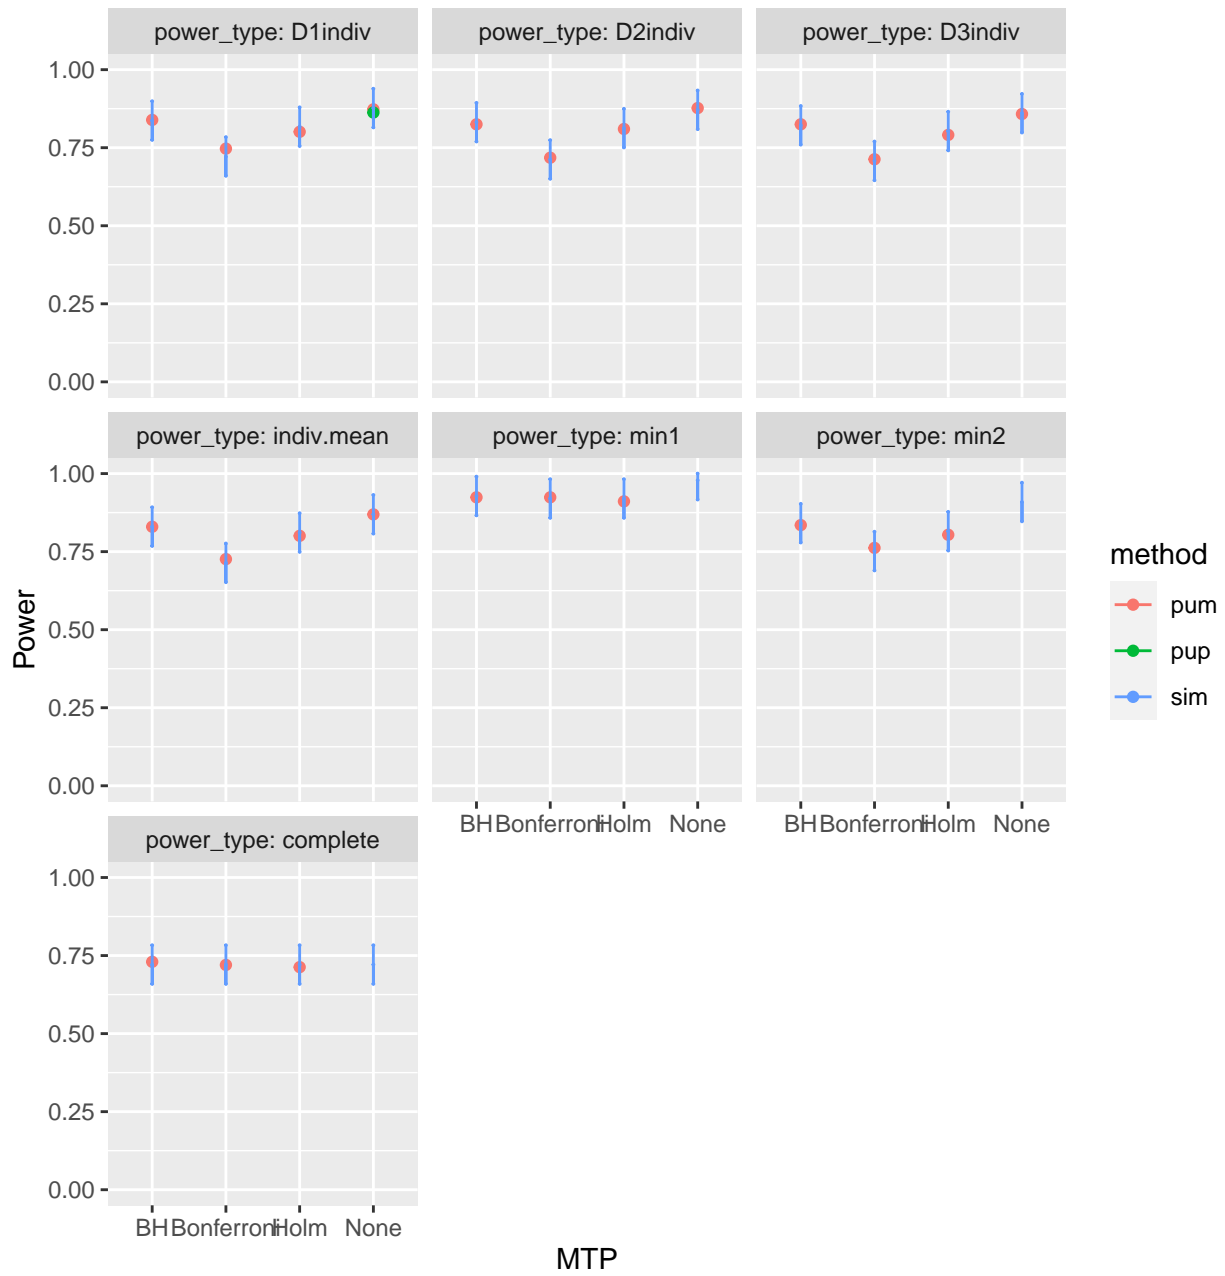 power_type: D1indiv
power_type: D2indiv
power_type: D3indiv
1.00
0.75
0.50
0.25
0.00
power_type: indiv.mean
power_type: min1
power_type: min2
1.00
0.75
0.50
0.25
0.00
BH Bonferroni Holm None
BH Bonferroni Holm None
power_type: complete
1.00
0.75
0.50
0.25
0.00
BH Bonferroni Holm None
MTP
Power
method
pum
pup
sim